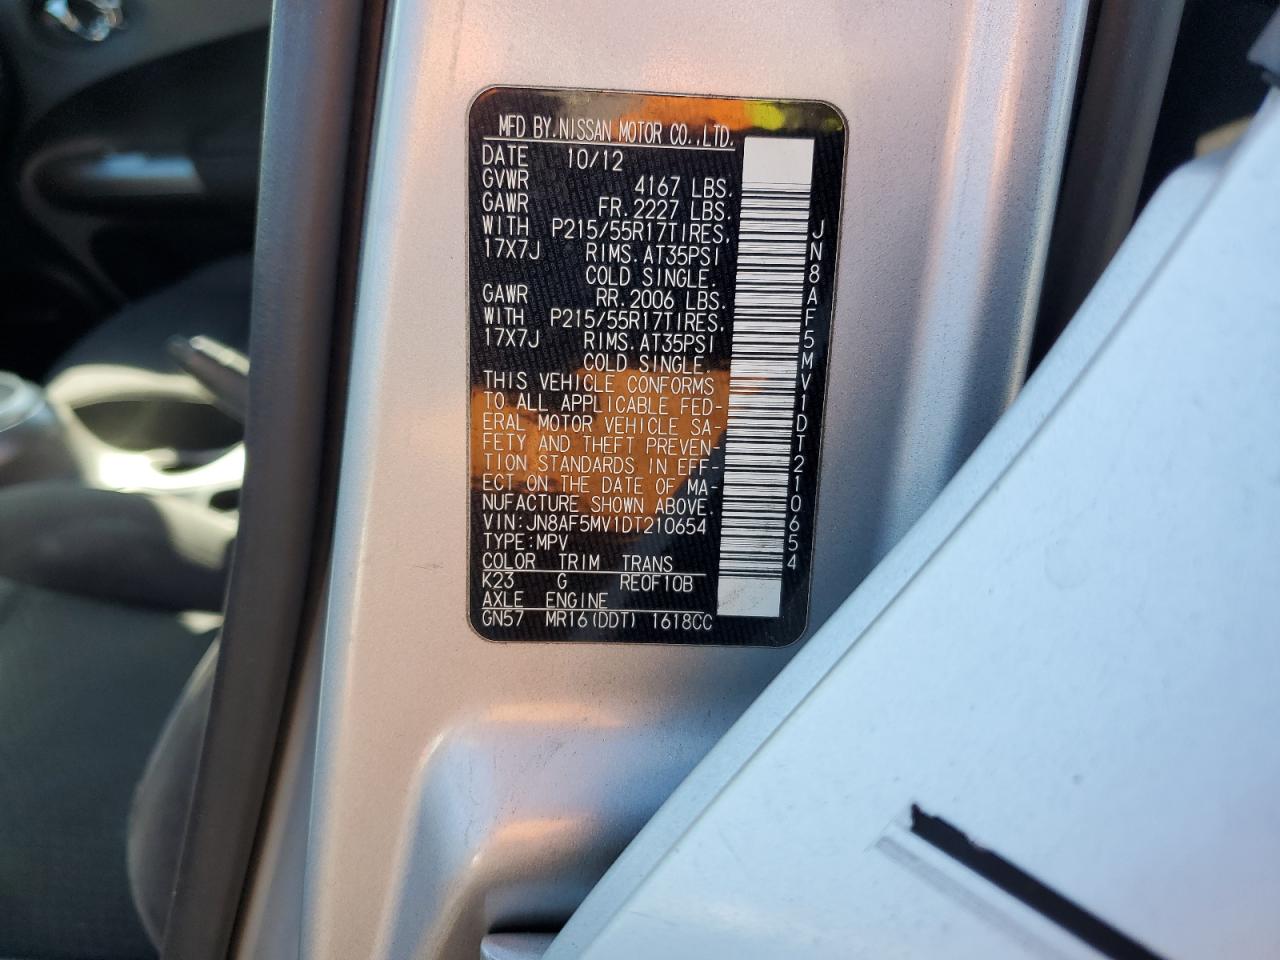 MFD BY.NISSAN MOTOR CO.,LTD.
DATE 10/12
GVWR 4167 LBS.
GAWR FR.2227 LBS.
WITH P215/55R17TIRES.
17X7J RIMS.AT35PSI
COLD SINGLE.
GAWR RR.2006 LBS.
WITH P215/55R17TIRES.
17X7J RIMS.AT35PSI
COLD SINGLE.
THIS VEHICLE CONFORMS
TO ALL APPLICABLE FED-
ERAL MOTOR VEHICLE SA-
FETY AND THEFT PREVEN-
TION STANDARDS IN EFF-
ECT ON THE DATE OF MA-
NUFACTURE SHOWN ABOVE.
VIN:JN8AF5MV1DT210654
TYPE:MPV
COLOR TRIM TRANS
K23 G RE0F10B
AXLE ENGINE
GN57 MR16(DDT) 1618CC
JN8AF5MV1DT210654